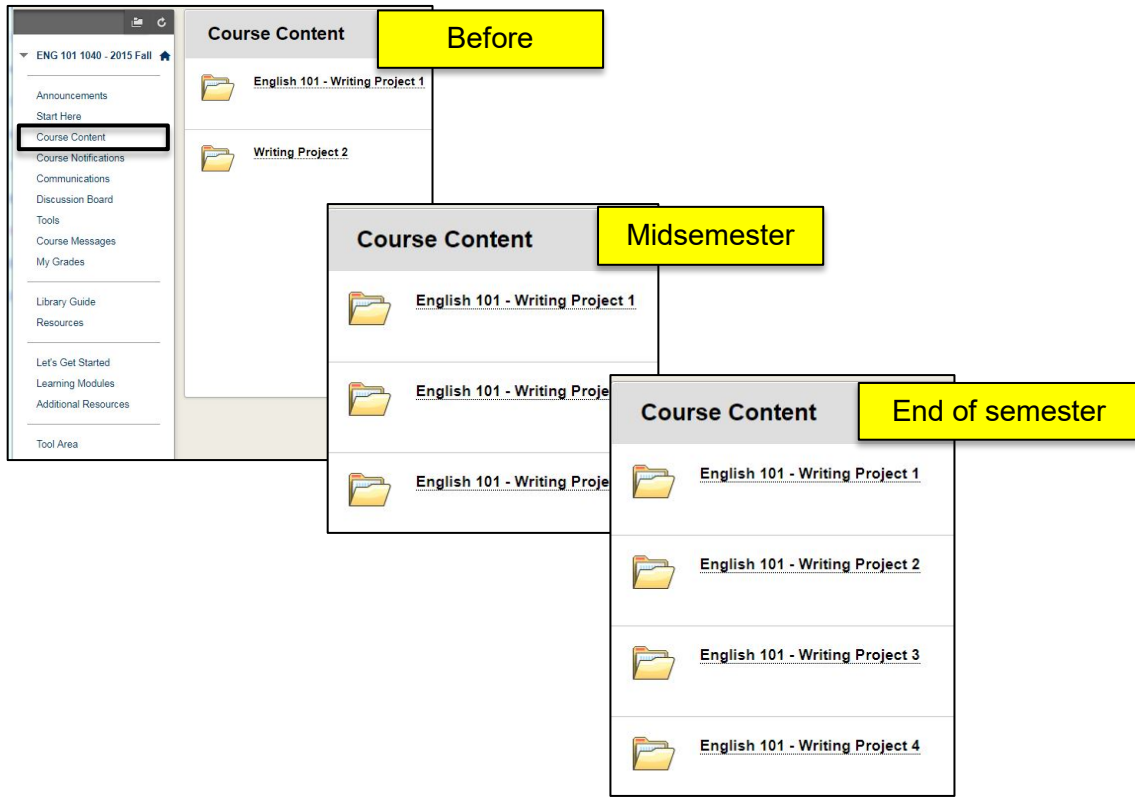 Course Content
Before
ENG 101 1040 - 2015 Fall
Announcements
Start Here
Course Content
Course Notifications
Communications
Discussion Board
Tools
Course Messages
My Grades
Library Guide
Resources
Let's Get Started
Learning Modules
Additional Resources
Tool Area
English 101 - Writing Project 1
Writing Project 2
Course Content
Midsemester
English 101 - Writing Project 1
English 101 - Writing Proje
English 101 - Writing Proje
Course Content
End of semester
English 101 - Writing Project 1
English 101 - Writing Project 2
English 101 - Writing Project 3
English 101 - Writing Project 4